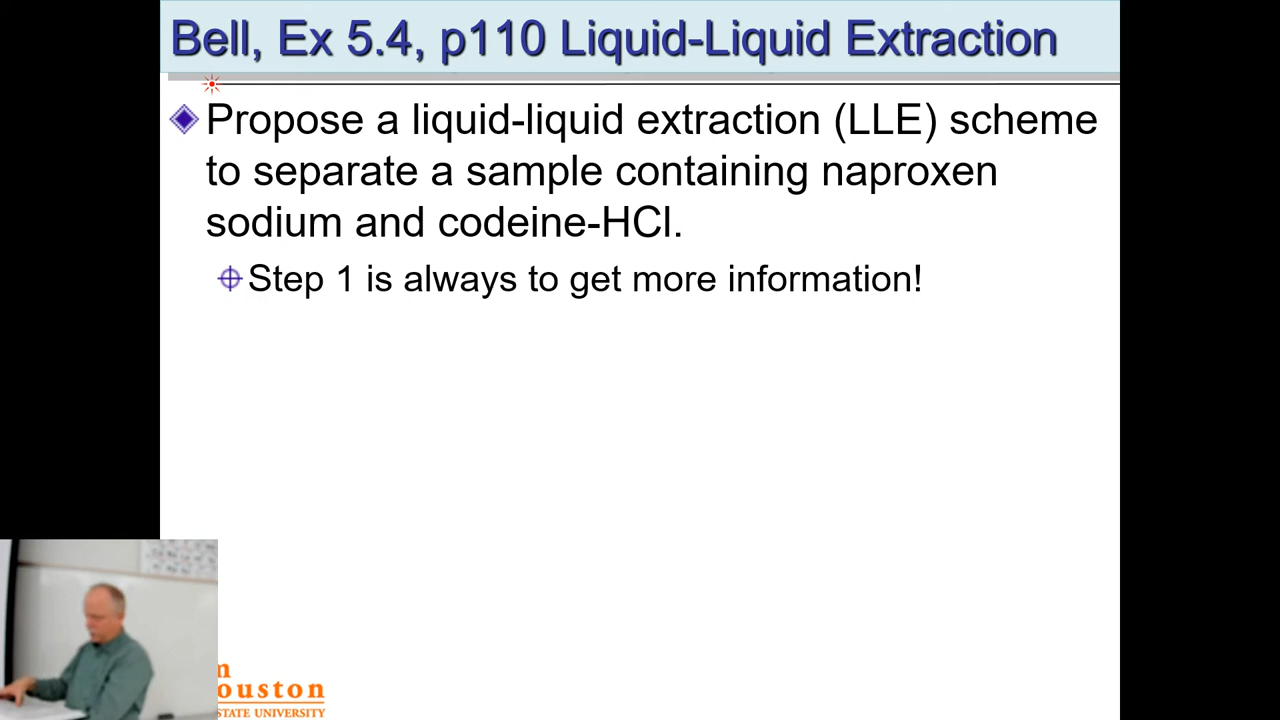 Bell, Ex 5.4, p110 Liquid-Liquid Extraction
Propose a liquid-liquid extraction (LLE) scheme
to separate a sample containing naproxen
sodium and codeine-HCl.
Step 1 is always to get more information!
ouston
STATE UNIVERSITY